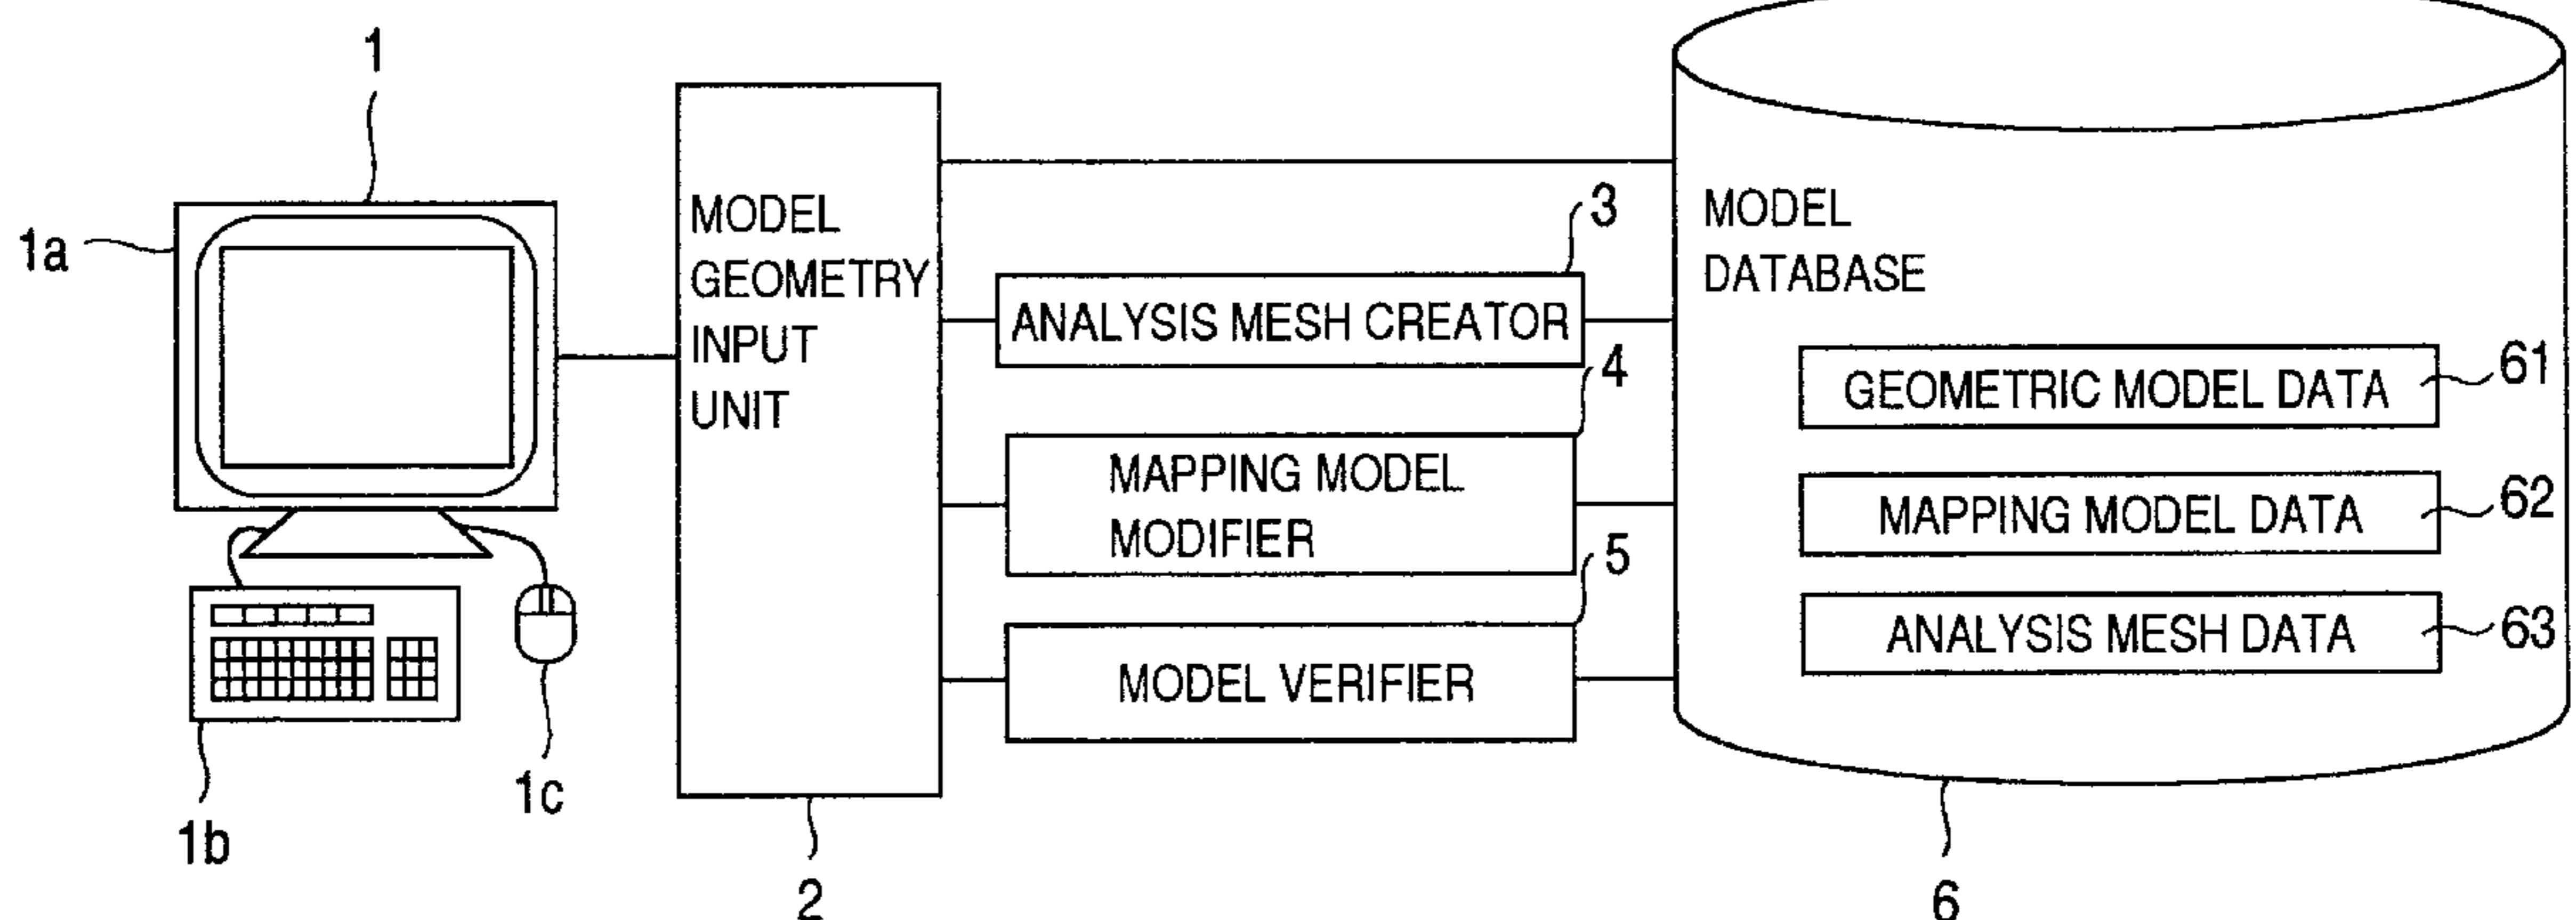 1
1a
1b
1c
MODEL
GEOMETRY
INPUT
UNIT
2
3
ANALYSIS MESH CREATOR
4
MAPPING MODEL
MODIFIER
5
MODEL VERIFIER
MODEL
DATABASE
GEOMETRIC MODEL DATA
61
MAPPING MODEL DATA
62
ANALYSIS MESH DATA
63
6